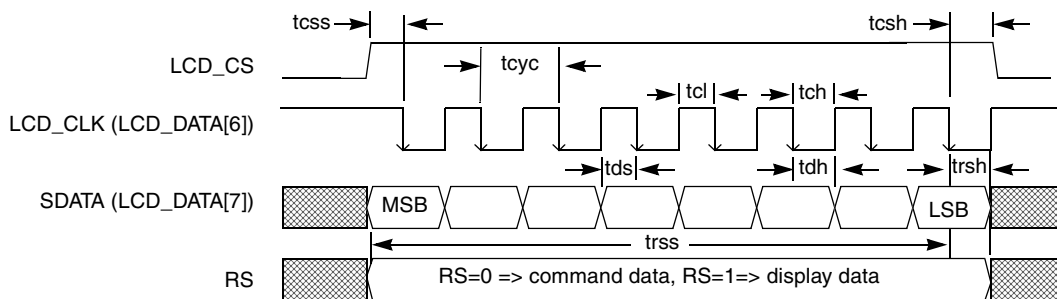 tcss
tcsh
LCD_CS
tcyc
tcl
tch
LCD_CLK (LCD_DATA[6])
tds
tdh
trsh
SDATA (LCD_DATA[7])
MSB
LSB
trss
RS
RS=0 => command data, RS=1=> display data